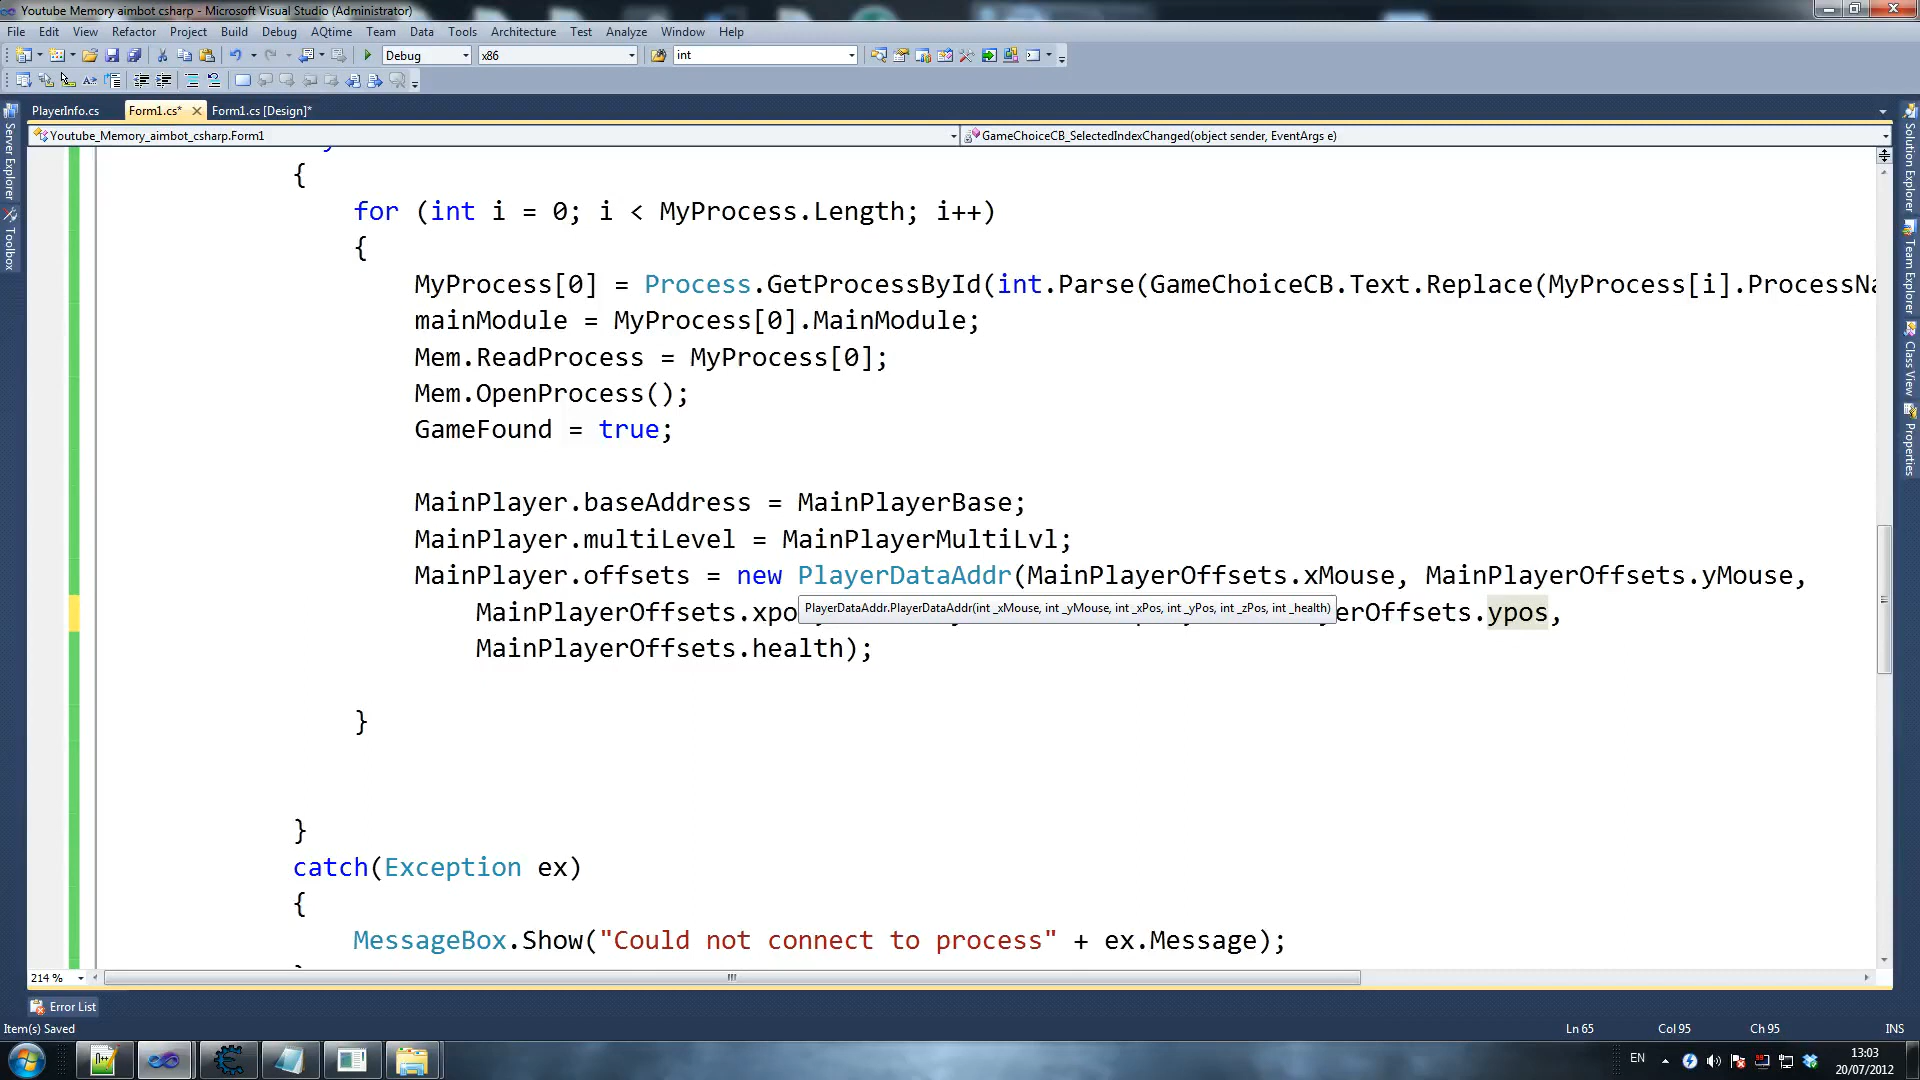 Youtube Memory aimbot csharp - Microsoft Visual Studio (Administrator)
File Edit View Refactor Project Build Debug AQtime Team Data Tools Architecture Test Analyze Window Help
Debug x86 int
PlayerInfo.cs Form1.cs* Form1.cs [Design]*
Youtube_Memory_aimbot_csharp.Form1 GameChoiceCB_SelectedIndexChanged(object sender, EventArgs e)
Server Explorer
Toolbox
Solution Explorer
Team Explorer
Class View
Properties
{
for (int i = 0; i < MyProcess.Length; i++)
{
MyProcess[0] = Process.GetProcessById(int.Parse(GameChoiceCB.Text.Replace(MyProcess[i].ProcessNa
mainModule = MyProcess[0].MainModule;
Mem.ReadProcess = MyProcess[0];
Mem.OpenProcess();
GameFound = true;
MainPlayer.baseAddress = MainPlayerBase;
MainPlayer.multiLevel = MainPlayerMultiLvl;
MainPlayer.offsets = new PlayerDataAddr(MainPlayerOffsets.xMouse, MainPlayerOffsets.yMouse,
MainPlayerOffsets.xpo PlayerDataAddr.PlayerDataAddr(int _xMouse, int _yMouse, int _xPos, int _yPos, int _zPos, int _health) erOffsets.ypos,
MainPlayerOffsets.health);
}
}
catch(Exception ex)
{
MessageBox.Show("Could not connect to process" + ex.Message);
214 %
Error List
Item(s) Saved Ln 65 Col 95 Ch 95 INS
EN 13:03
20/07/2012